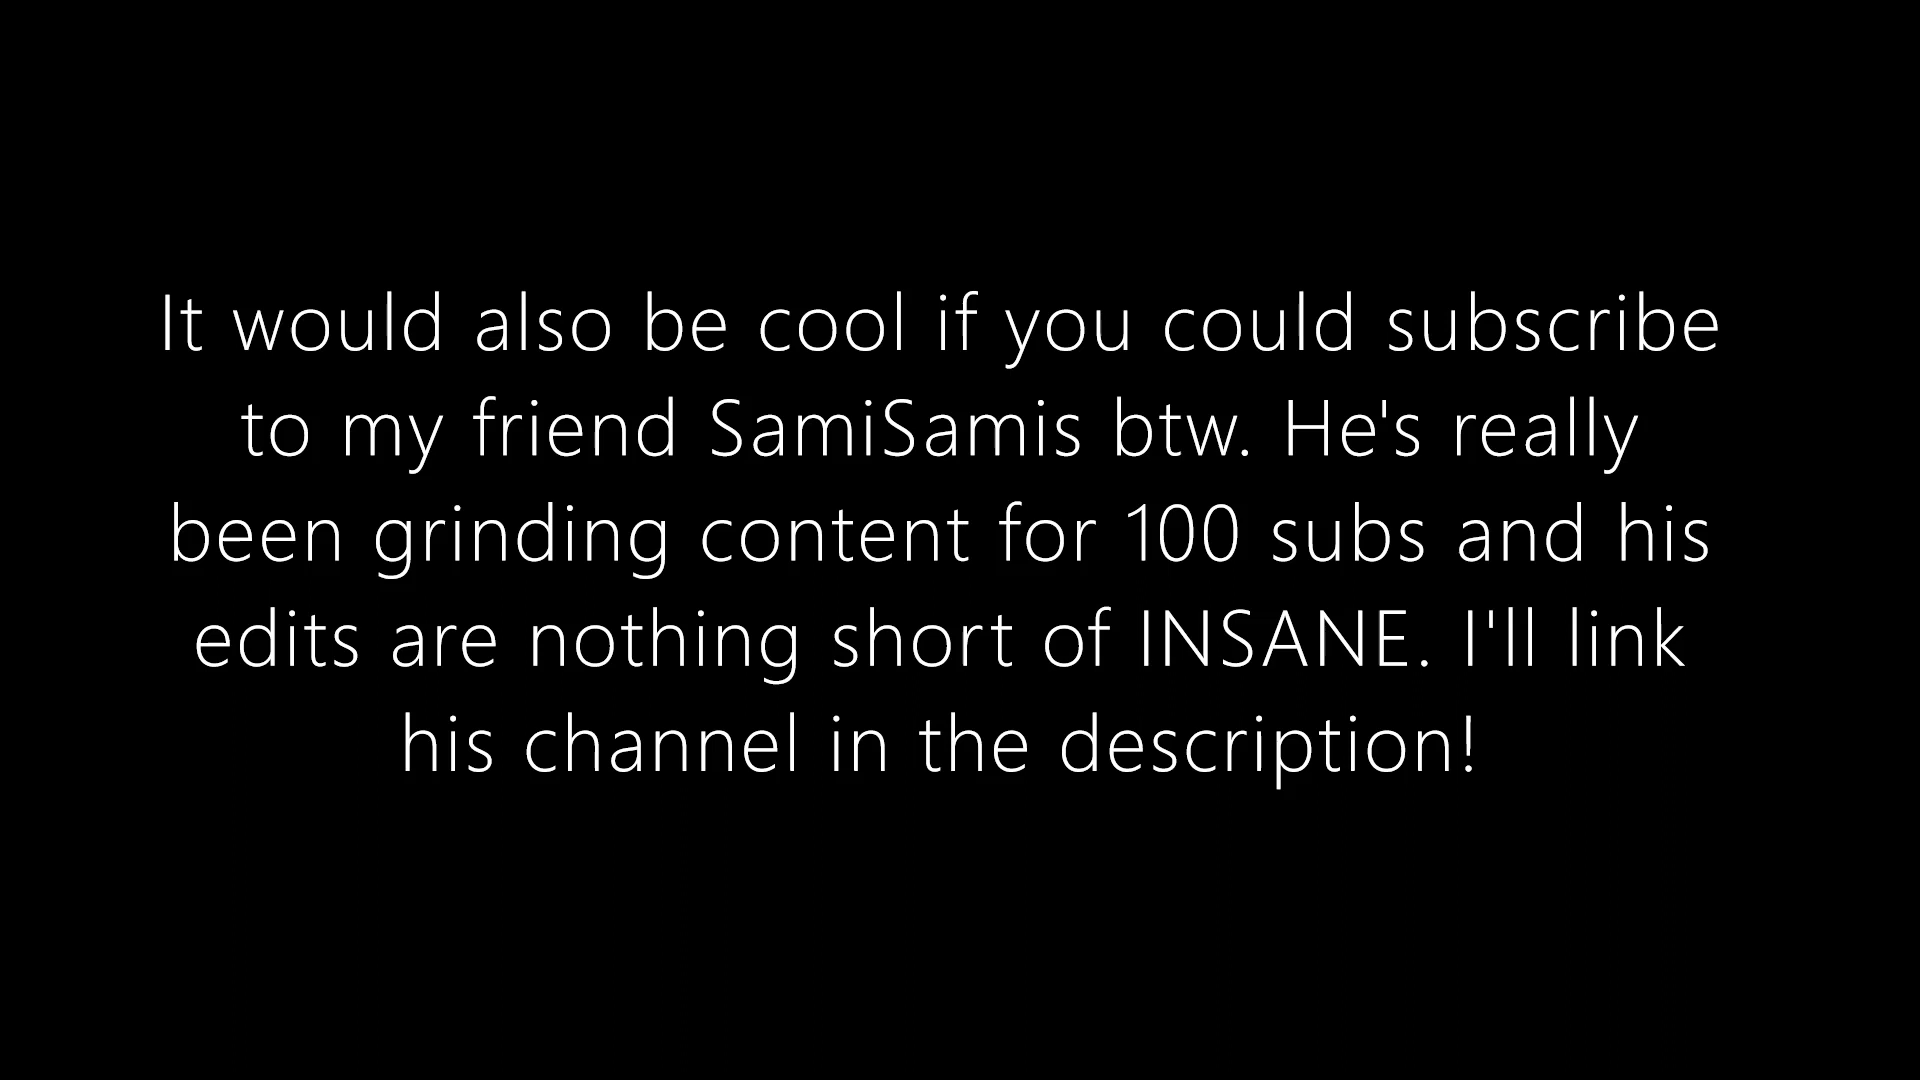 It would also be cool if you could subscribe
to my friend SamiSamis btw. He's really
been grinding content for 100 subs and his
edits are nothing short of INSANE. I'll link
his channel in the description!